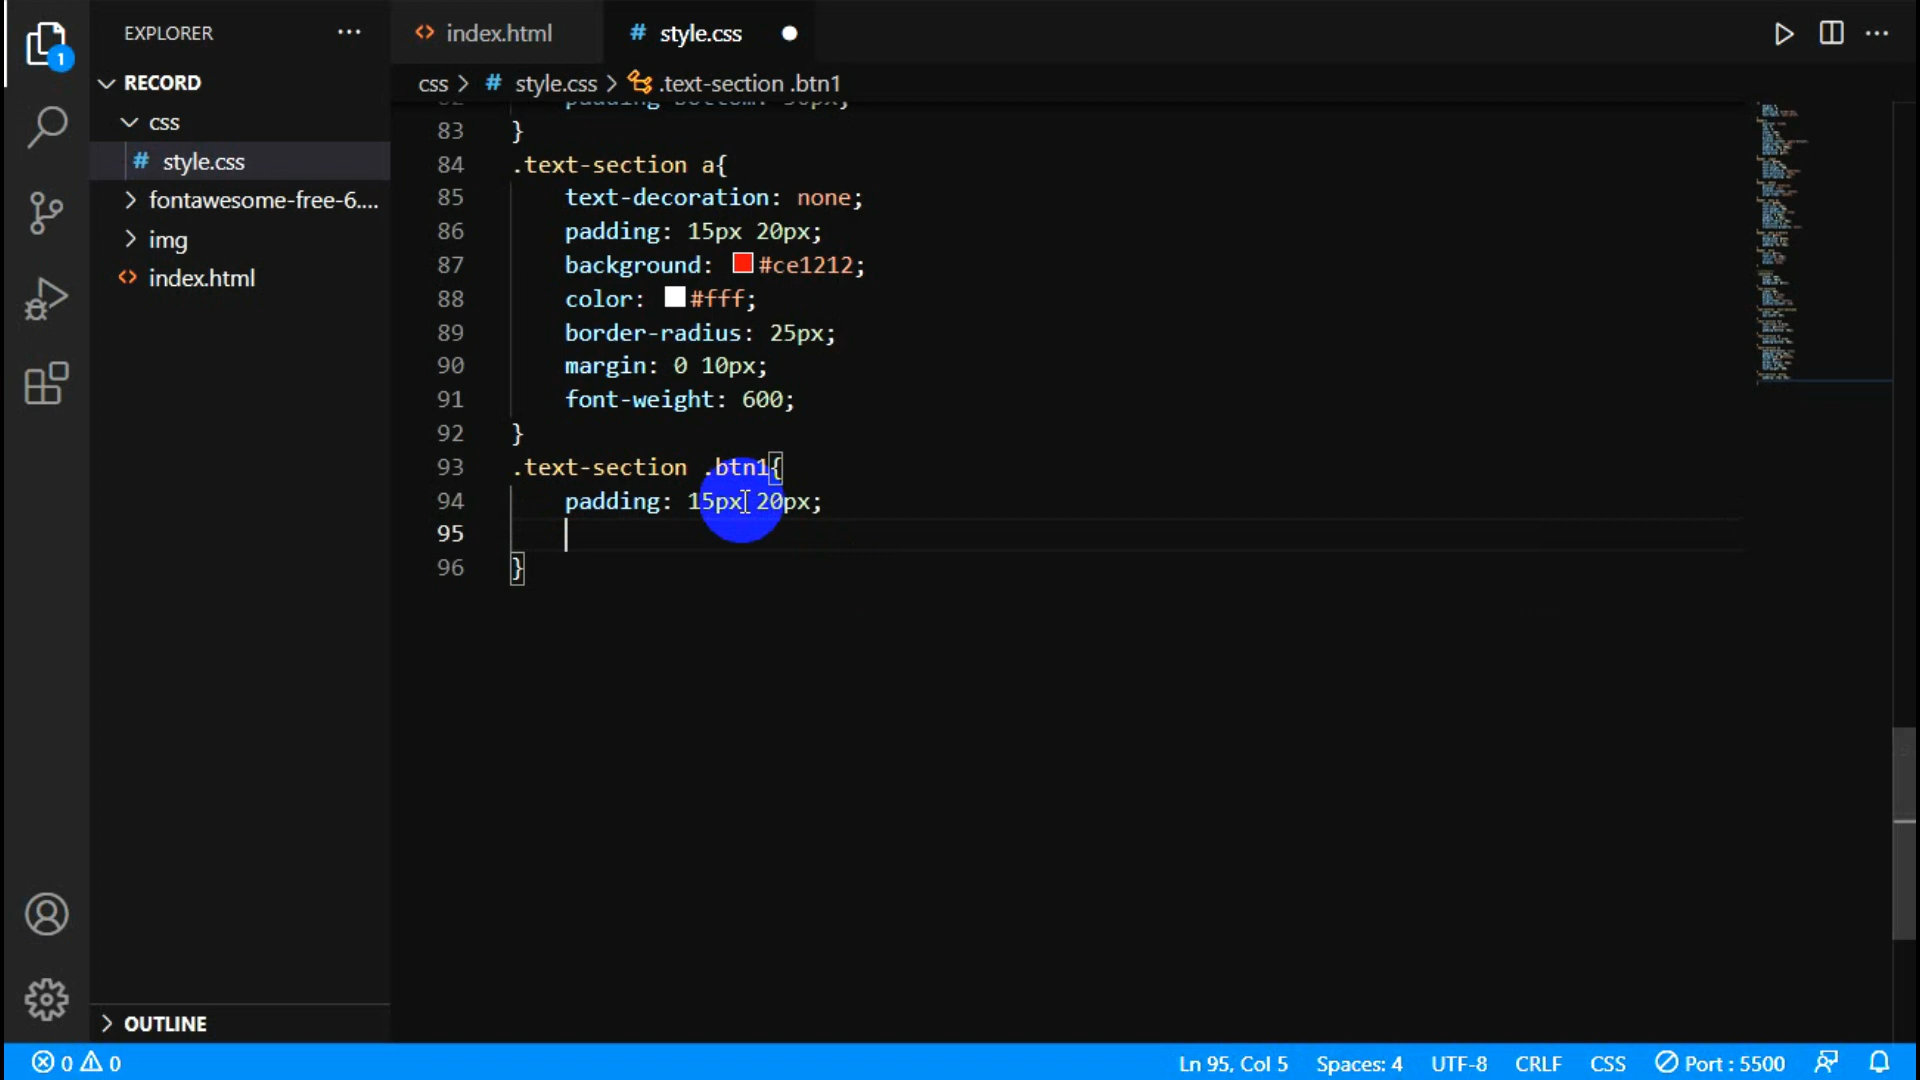 EXPLORER
···
index.html
# style.css
···
1
RECORD
css > # style.css > .text-section .btn1
css
padding-bottom: 50px;
83 }
84 .text-section a{
# style.css
85 text-decoration: none;
fontawesome-free-6....
86 padding: 15px 20px;
img
87 background: #ce1212;
index.html
88 color: #fff;
89 border-radius: 25px;
90 margin: 0 10px;
91 font-weight: 600;
92 }
93 .text-section .btn1{
94 padding: 15px 20px;
95
96 }
OUTLINE
0 0
Ln 95, Col 5 Spaces: 4 UTF-8 CRLF CSS Port : 5500